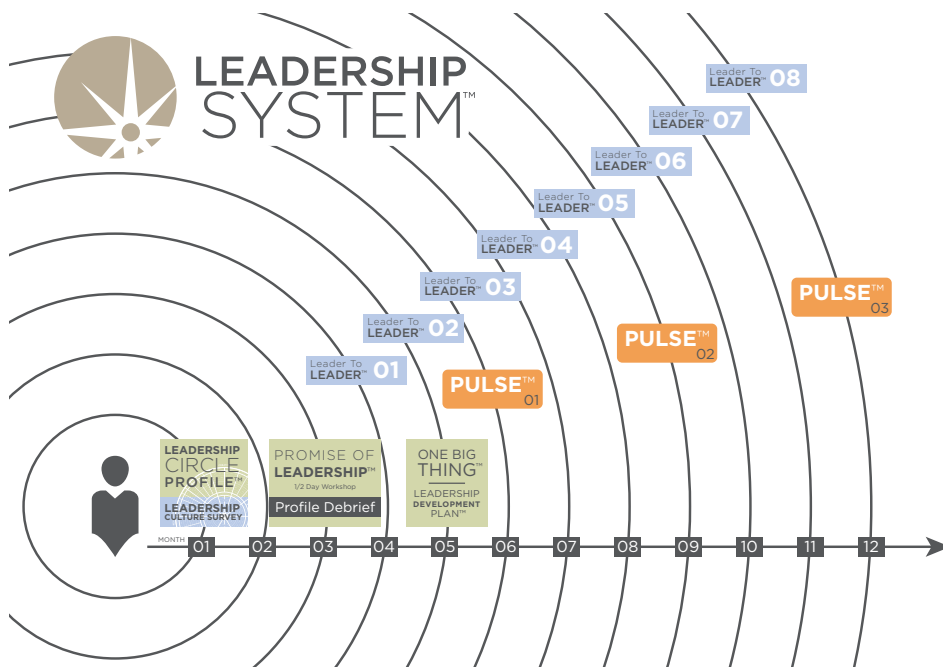 LEADERSHIP
SYSTEM™
Leader To
LEADER™ 08
Leader To
LEADER™ 07
Leader To
LEADER™ 06
Leader To
LEADER™ 05
Leader To
LEADER™ 04
Leader To
LEADER™ 03
Leader To
LEADER™ 02
Leader To
LEADER™ 01
PULSE™
01
PULSE™
02
PULSE™
03
LEADERSHIP
CIRCLE
PROFILE™
LEADERSHIP
CULTURE SURVEY
PROMISE OF
LEADERSHIP™
1/2 Day Workshop
Profile Debrief
ONE BIG
THING™
LEADERSHIP
DEVELOPMENT
PLAN™
MONTH 01 02 03 04 05 06 07 08 09 10 11 12